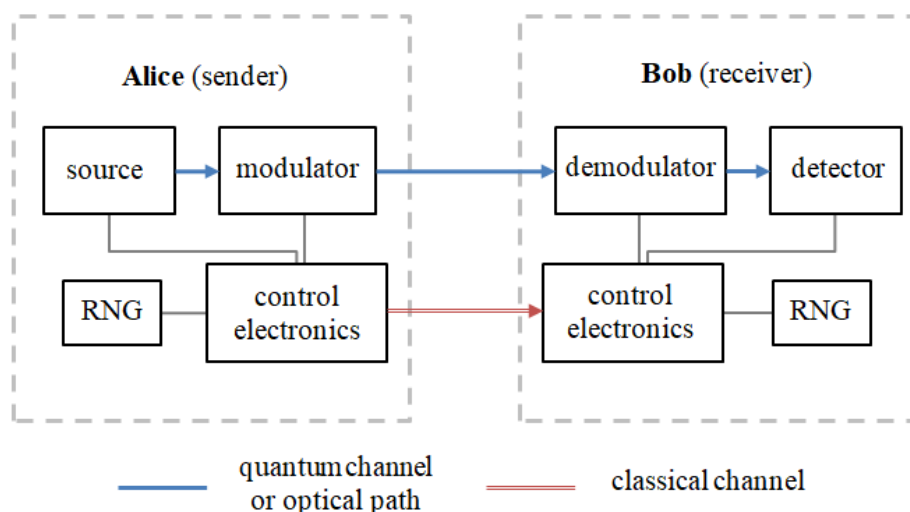 Alice (sender)
Bob (receiver)
source
modulator
demodulator
detector
RNG
control
electronics
control
electronics
RNG
quantum channel
or optical path
classical channel